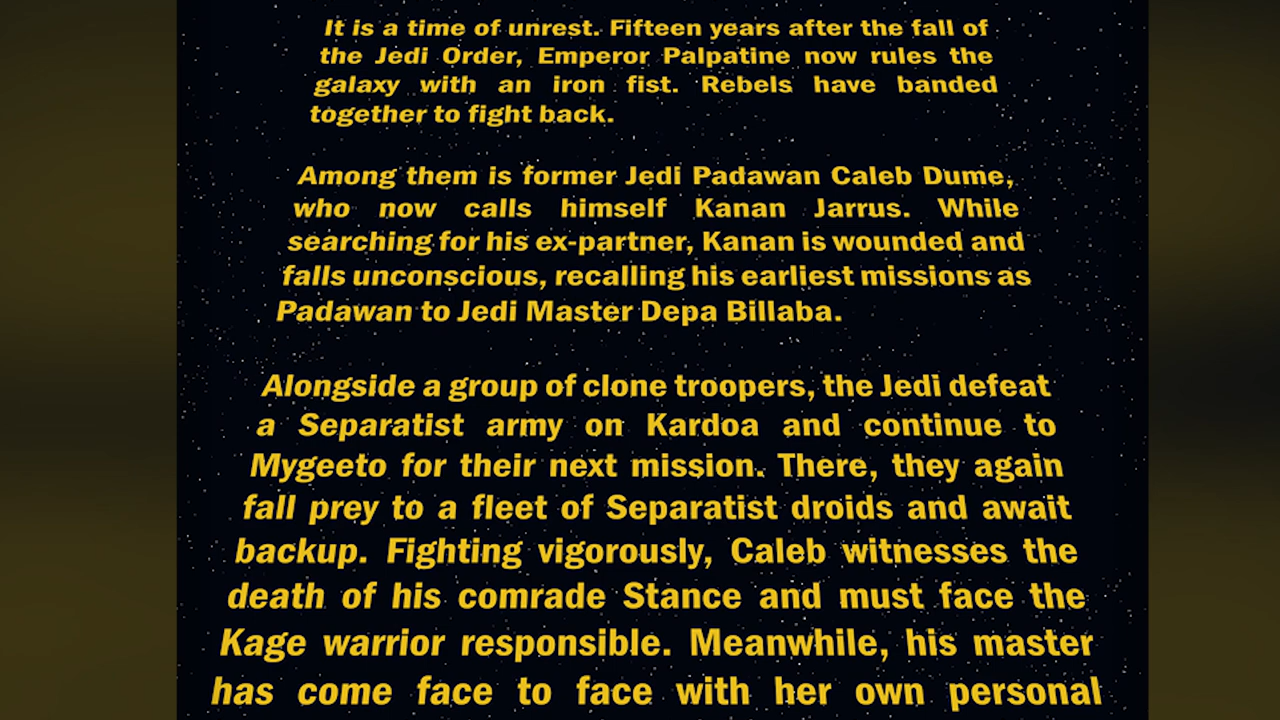 It is a time of unrest. Fifteen years after the fall of
the Jedi Order, Emperor Palpatine now rules the
galaxy with an iron fist. Rebels have banded
together to fight back.
Among them is former Jedi Padawan Caleb Dume,
who now calls himself Kanan Jarrus. While
searching for his ex-partner, Kanan is wounded and
falls unconscious, recalling his earliest missions as
Padawan to Jedi Master Depa Billaba.
Alongside a group of clone troopers, the Jedi defeat
a Separatist army on Kardoa and continue to
Mygeeto for their next mission. There, they again
fall prey to a fleet of Separatist droids and await
backup. Fighting vigorously, Caleb witnesses the
death of his comrade Stance and must face the
Kage warrior responsible. Meanwhile, his master
has come face to face with her own personal